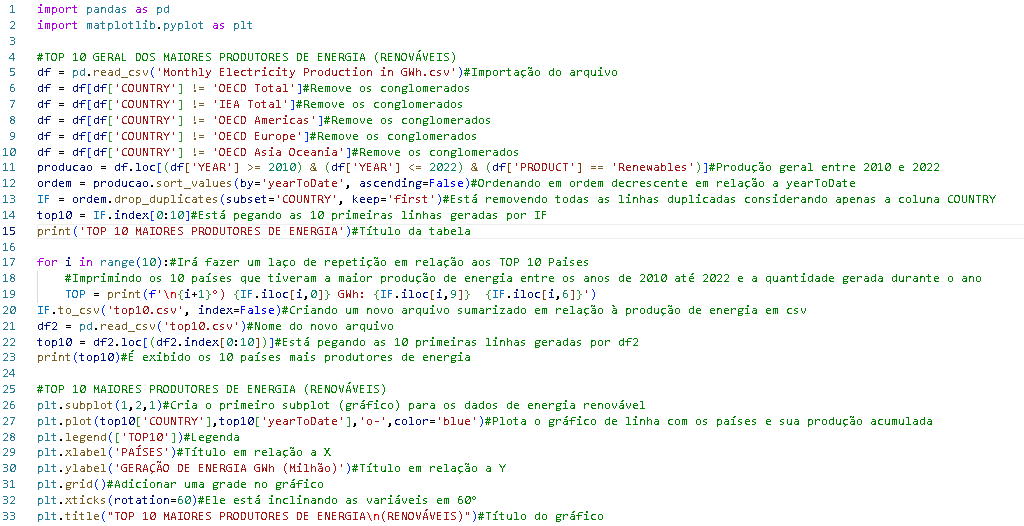 1 import pandas as pd
2 import matplotlib.pyplot as plt
3
4 #TOP 10 GERAL DOS MAIORES PRODUTORES DE ENERGIA (RENOVÁVEIS)
5 df = pd.read_csv('Monthly Electricity Production in GWh.csv')#Importação do arquivo
6 df = df[df['COUNTRY'] != 'OECD Total']#Remove os conglomerados
7 df = df[df['COUNTRY'] != 'IEA Total']#Remove os conglomerados
8 df = df[df['COUNTRY'] != 'OECD Americas']#Remove os conglomerados
9 df = df[df['COUNTRY'] != 'OECD Europe']#Remove os conglomerados
10 df = df[df['COUNTRY'] != 'OECD Asia Oceania']#Remove os conglomerados
11 producao = df.loc[(df['YEAR'] >= 2010) & (df['YEAR'] <= 2022) & (df['PRODUCT'] == 'Renewables')]#Produção geral entre 2010 e 2022
12 ordem = producao.sort_values(by='yearToDate', ascending=False)#Ordenando em ordem decrescente em relação a yearToDate
13 IF = ordem.drop_duplicates(subset='COUNTRY', keep='first')#Está removendo todas as linhas duplicadas considerando apenas a coluna COUNTRY
14 top10 = IF.index[0:10]#Está pegando as 10 primeiras linhas geradas por IF
15 print('TOP 10 MAIORES PRODUTORES DE ENERGIA')#Título da tabela
16
17 for i in range(10):#Irá fazer um laço de repetição em relação aos TOP 10 Paises
18     #Imprimindo os 10 países que tiveram a maior produção de energia entre os anos de 2010 até 2022 e a quantidade gerada durante o ano
19     TOP = print(f'\n{i+1}°) {IF.iloc[i,0]} GWh: {IF.iloc[i,9]}  {IF.iloc[i,6]}')
20 IF.to_csv('top10.csv', index=False)#Criando um novo arquivo sumarizado em relação à produção de energia em csv
21 df2 = pd.read_csv('top10.csv')#Nome do novo arquivo
22 top10 = df2.loc[(df2.index[0:10])]#Está pegando as 10 primeiras linhas geradas por df2
23 print(top10)#É exibido os 10 países mais produtores de energia
24
25 #TOP 10 MAIORES PRODUTORES DE ENERGIA (RENOVÁVEIS)
26 plt.subplot(1,2,1)#Cria o primeiro subplot (gráfico) para os dados de energia renovável
27 plt.plot(top10['COUNTRY'],top10['yearToDate'],'o-',color='blue')#Plota o gráfico de linha com os países e sua produção acumulada
28 plt.legend(['TOP10'])#Legenda
29 plt.xlabel('PAÍSES')#Título em relação a X
30 plt.ylabel('GERAÇÃO DE ENERGIA GWh (Milhão)')#Título em relação a Y
31 plt.grid()#Adicionar uma grade no gráfico
32 plt.xticks(rotation=60)#Ele está inclinando as variáveis em 60°
33 plt.title("TOP 10 MAIORES PRODUTORES DE ENERGIA\n(RENOVÁVEIS)")#Título do gráfico